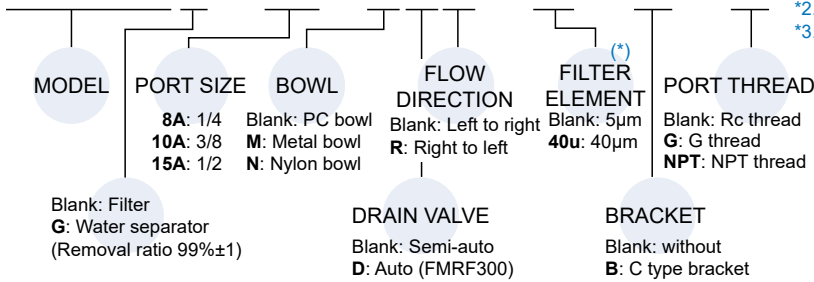 *2.
*3.
MODEL
PORT SIZE
8A: 1/4
10A: 3/8
15A: 1/2
BOWL
Blank: PC bowl
M: Metal bowl
N: Nylon bowl
FLOW
DIRECTION
Blank: Left to right
R: Right to left
(*)
FILTER
ELEMENT
Blank: 5µm
40u: 40µm
PORT THREAD
Blank: Rc thread
G: G thread
NPT: NPT thread
Blank: Filter
G: Water separator
(Removal ratio 99%±1)
DRAIN VALVE
Blank: Semi-auto
D: Auto (FMRF300)
BRACKET
Blank: without
B: C type bracket